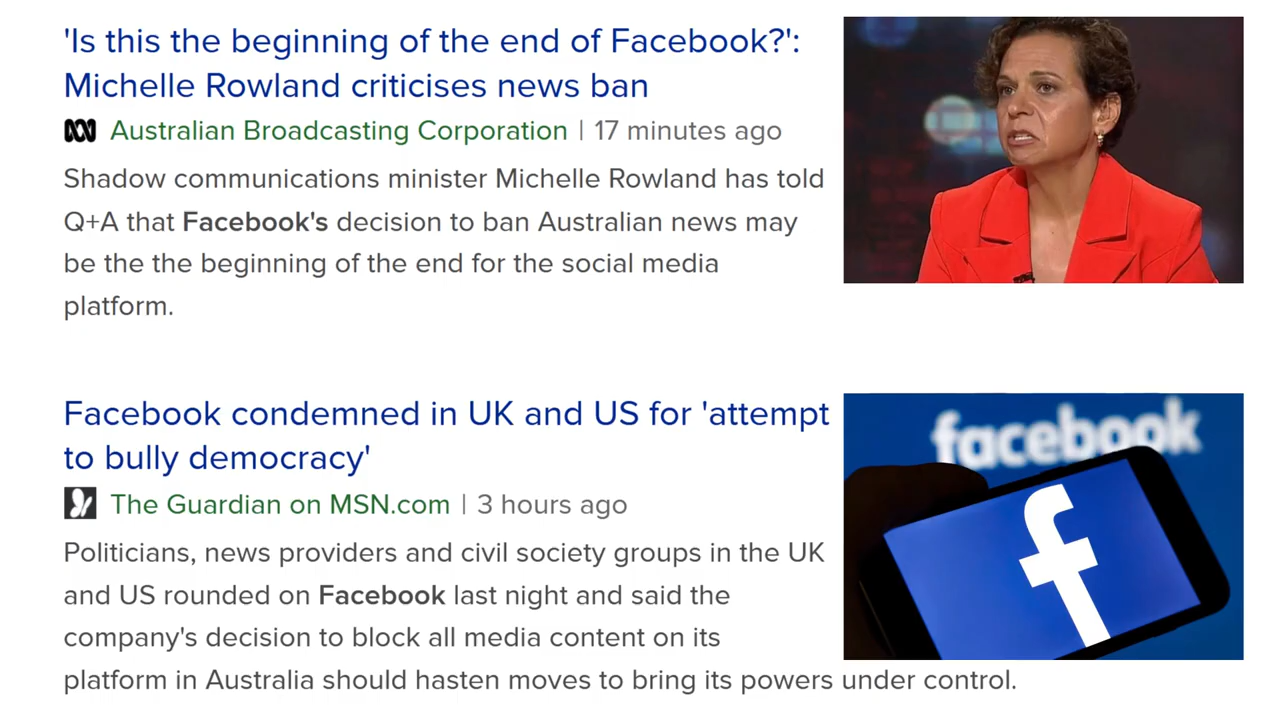 'Is this the beginning of the end of Facebook?':
Michelle Rowland criticises news ban
Australian Broadcasting Corporation | 17 minutes ago
Shadow communications minister Michelle Rowland has told
Q+A that Facebook's decision to ban Australian news may
be the the beginning of the end for the social media
platform.
Facebook condemned in UK and US for 'attempt
to bully democracy'
The Guardian on MSN.com | 3 hours ago
Politicians, news providers and civil society groups in the UK
and US rounded on Facebook last night and said the
company's decision to block all media content on its
platform in Australia should hasten moves to bring its powers under control.
facebook
f